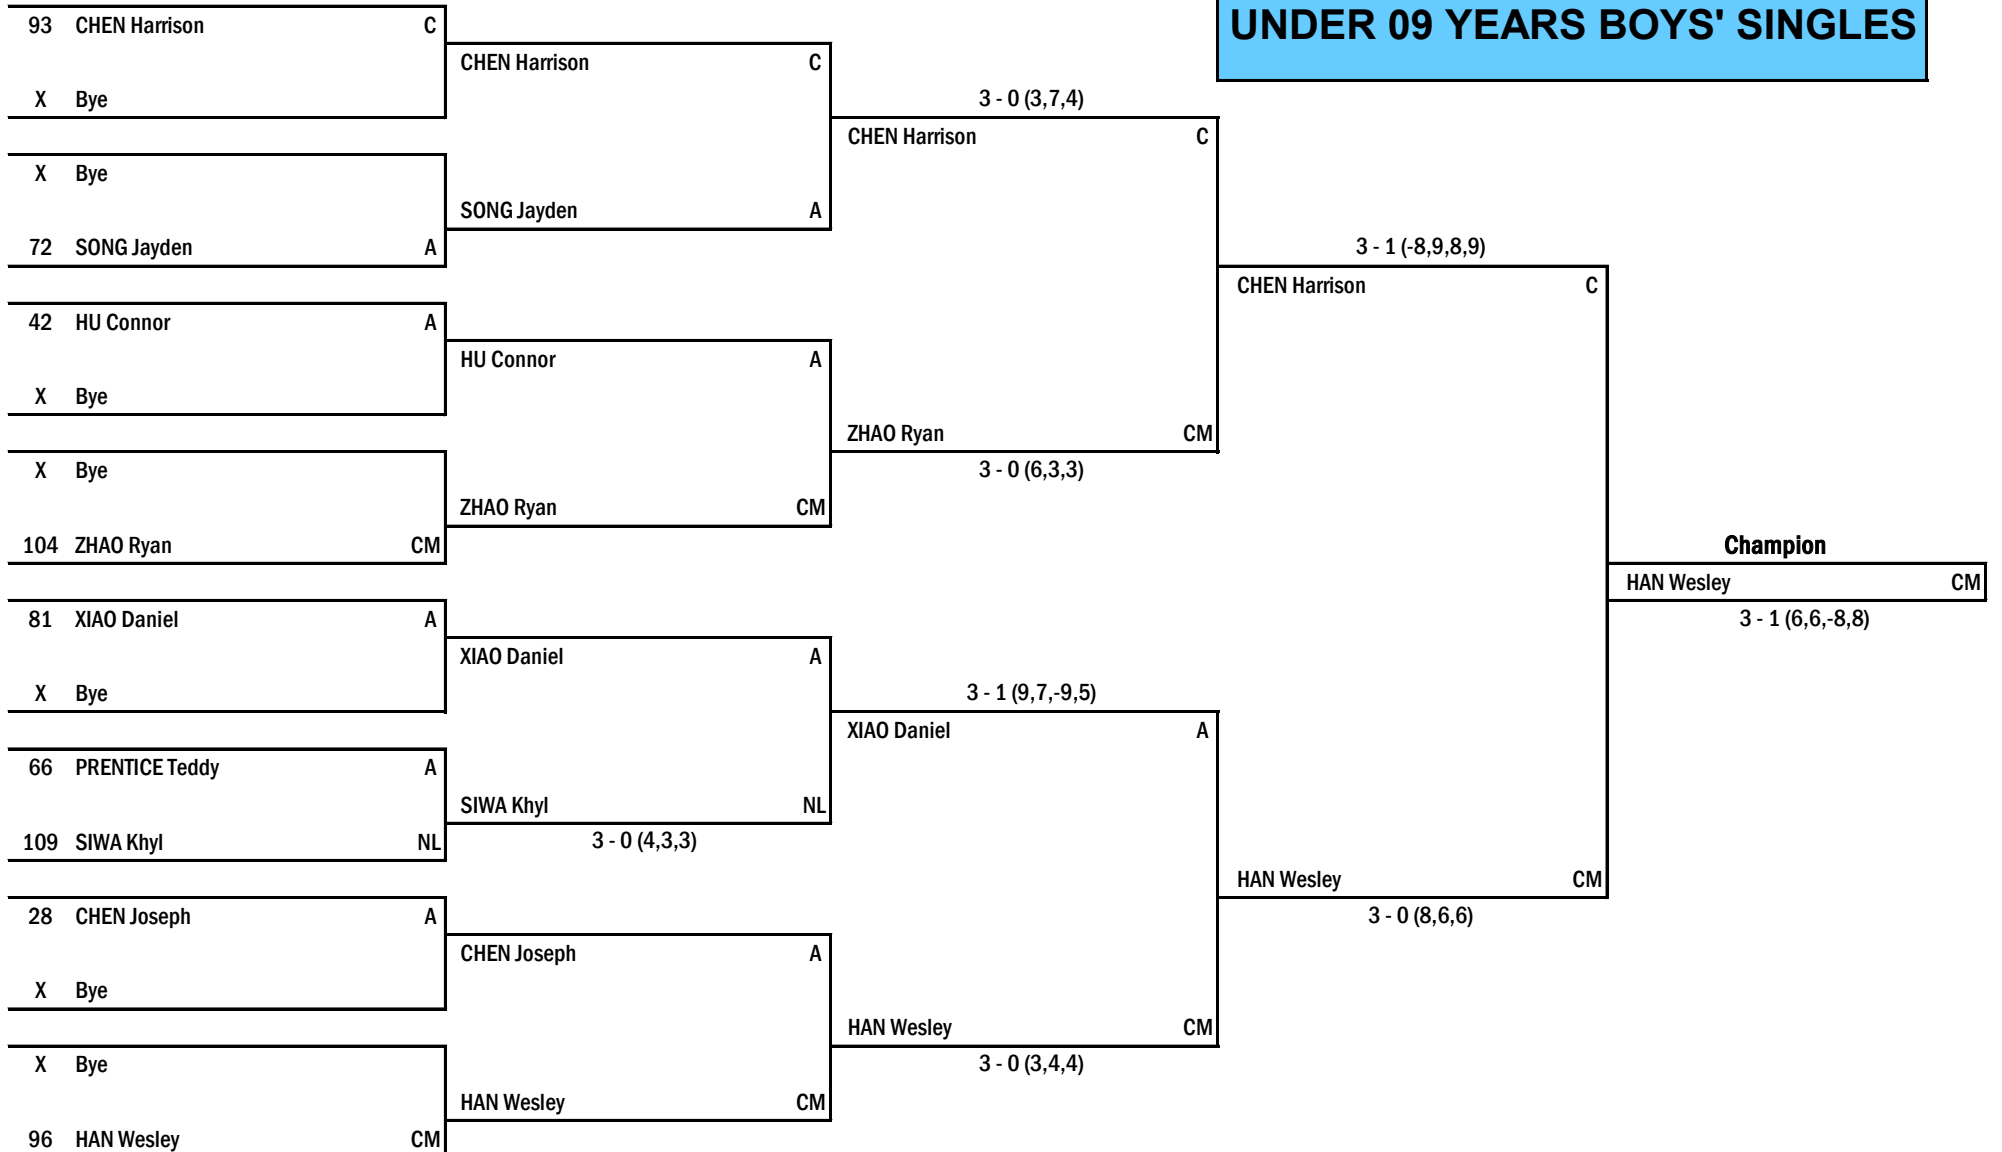 UNDER 09 YEARS BOYS' SINGLES
93 CHEN Harrison C
CHEN Harrison C
X Bye
3 - 0 (3,7,4)
CHEN Harrison C
X Bye
SONG Jayden A
72 SONG Jayden A
3 - 1 (-8,9,8,9)
CHEN Harrison C
42 HU Connor A
HU Connor A
X Bye
ZHAO Ryan CM
X Bye
3 - 0 (6,3,3)
ZHAO Ryan CM
104 ZHAO Ryan CM
Champion
HAN Wesley CM
81 XIAO Daniel A
3 - 1 (6,6,-8,8)
XIAO Daniel A
X Bye
3 - 1 (9,7,-9,5)
XIAO Daniel A
66 PRENTICE Teddy A
SIWA Khyl NL
109 SIWA Khyl NL
3 - 0 (4,3,3)
HAN Wesley CM
28 CHEN Joseph A
3 - 0 (8,6,6)
CHEN Joseph A
X Bye
HAN Wesley CM
X Bye
3 - 0 (3,4,4)
HAN Wesley CM
96 HAN Wesley CM